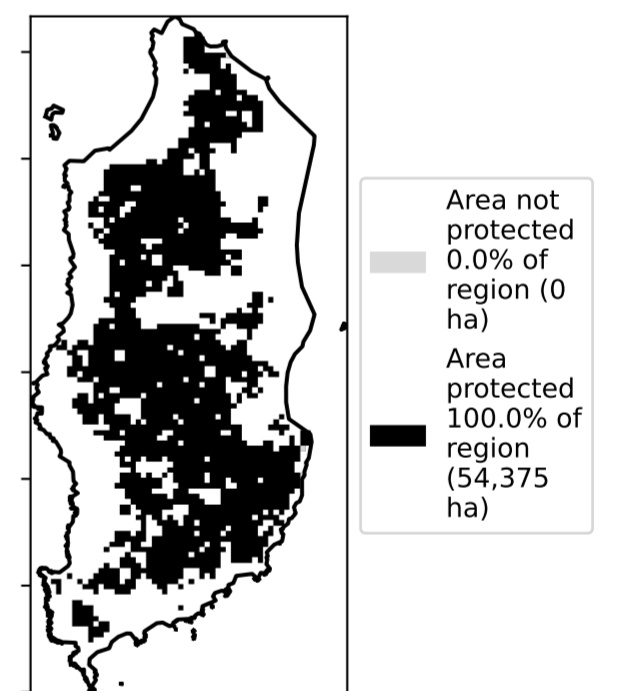 Area not
protected
0.0% of
region (0
ha)
Area
protected
100.0% of
region
(54,375
ha)